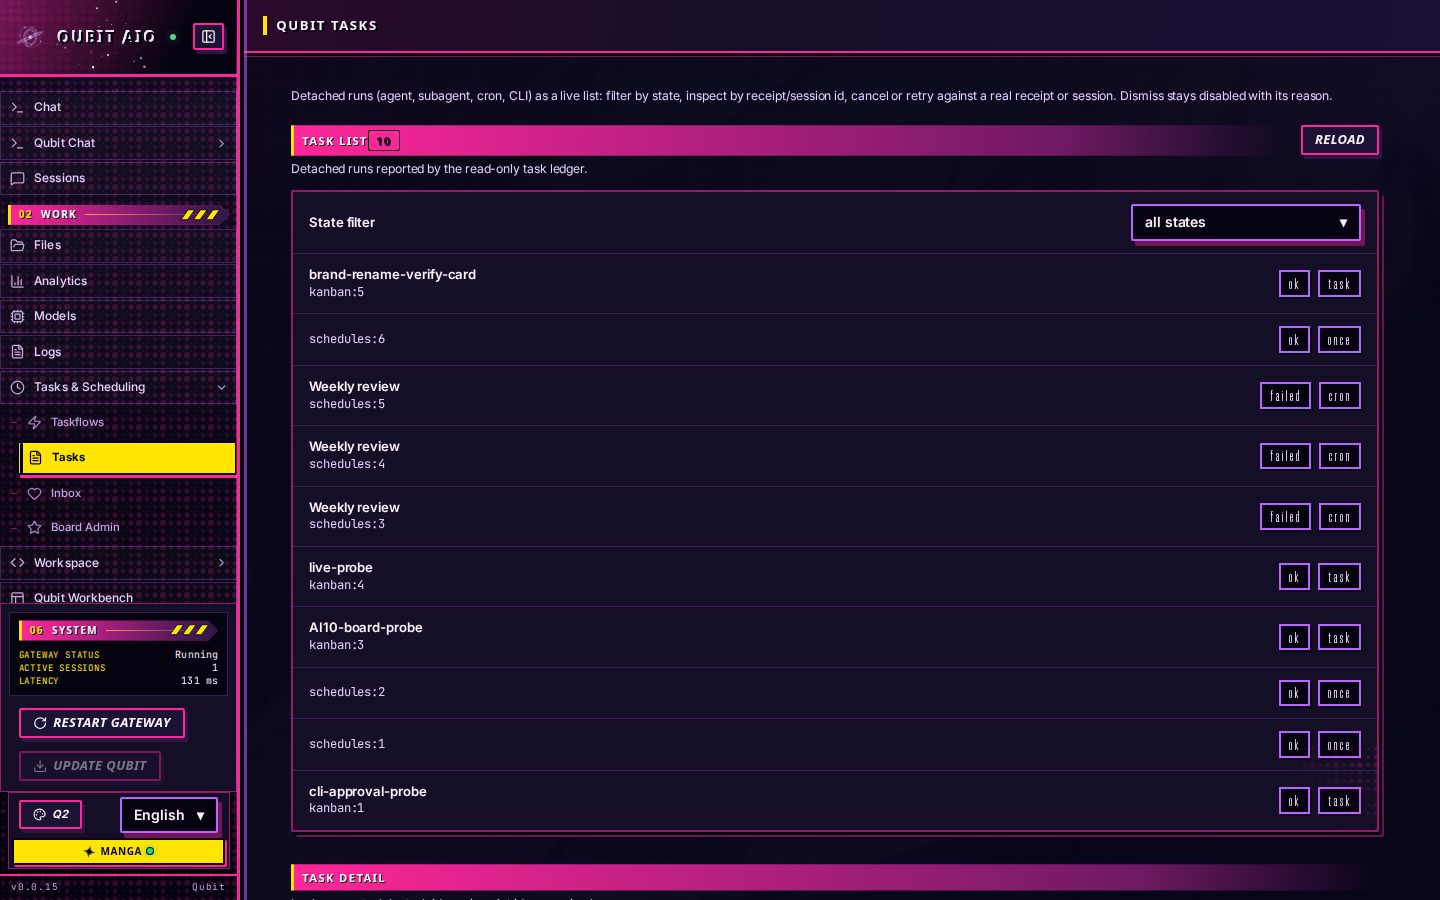 QUBIT AIO
Chat
Qubit Chat
Sessions
02 WORK
Files
Analytics
Models
Logs
Tasks & Scheduling
Taskflows
Tasks
Inbox
Board Admin
Workspace
Qubit Workbench
06 SYSTEM
GATEWAY STATUS Running
ACTIVE SESSIONS 1
LATENCY 131 ms
RESTART GATEWAY
UPDATE QUBIT
Q2 English
MANGA
v0.0.15 Qubit
QUBIT TASKS
Detached runs (agent, subagent, cron, CLI) as a live list: filter by state, inspect by receipt/session id, cancel or retry against a real receipt or session. Dismiss stays disabled with its reason.
TASK LIST 10 RELOAD
Detached runs reported by the read-only task ledger.
State filter all states
brand-rename-verify-card
kanban:5
ok task
schedules:6 ok once
Weekly review
schedules:5
failed cron
Weekly review
schedules:4
failed cron
Weekly review
schedules:3
failed cron
live-probe
kanban:4
ok task
AI10-board-probe
kanban:3
ok task
schedules:2 ok once
schedules:1 ok once
cli-approval-probe
kanban:1
ok task
TASK DETAIL